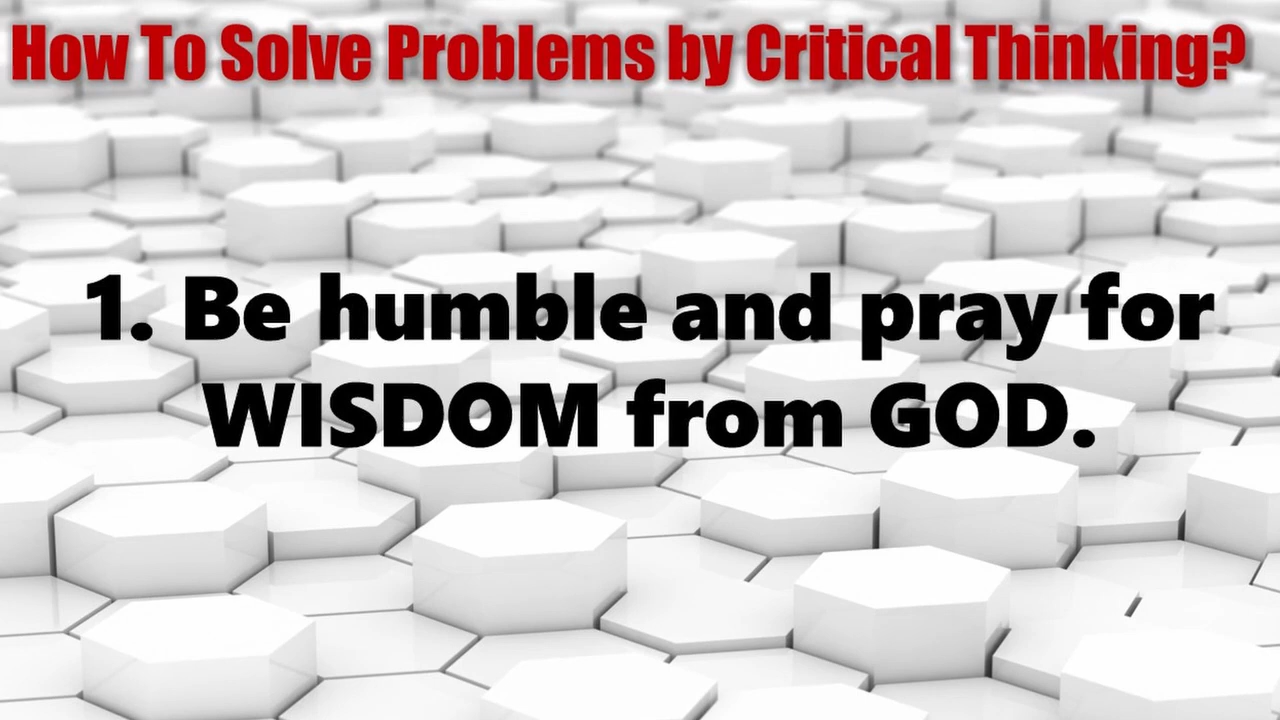 How To Solve Problems by Critical Thinking?
1. Be humble and pray for
WISDOM from GOD.